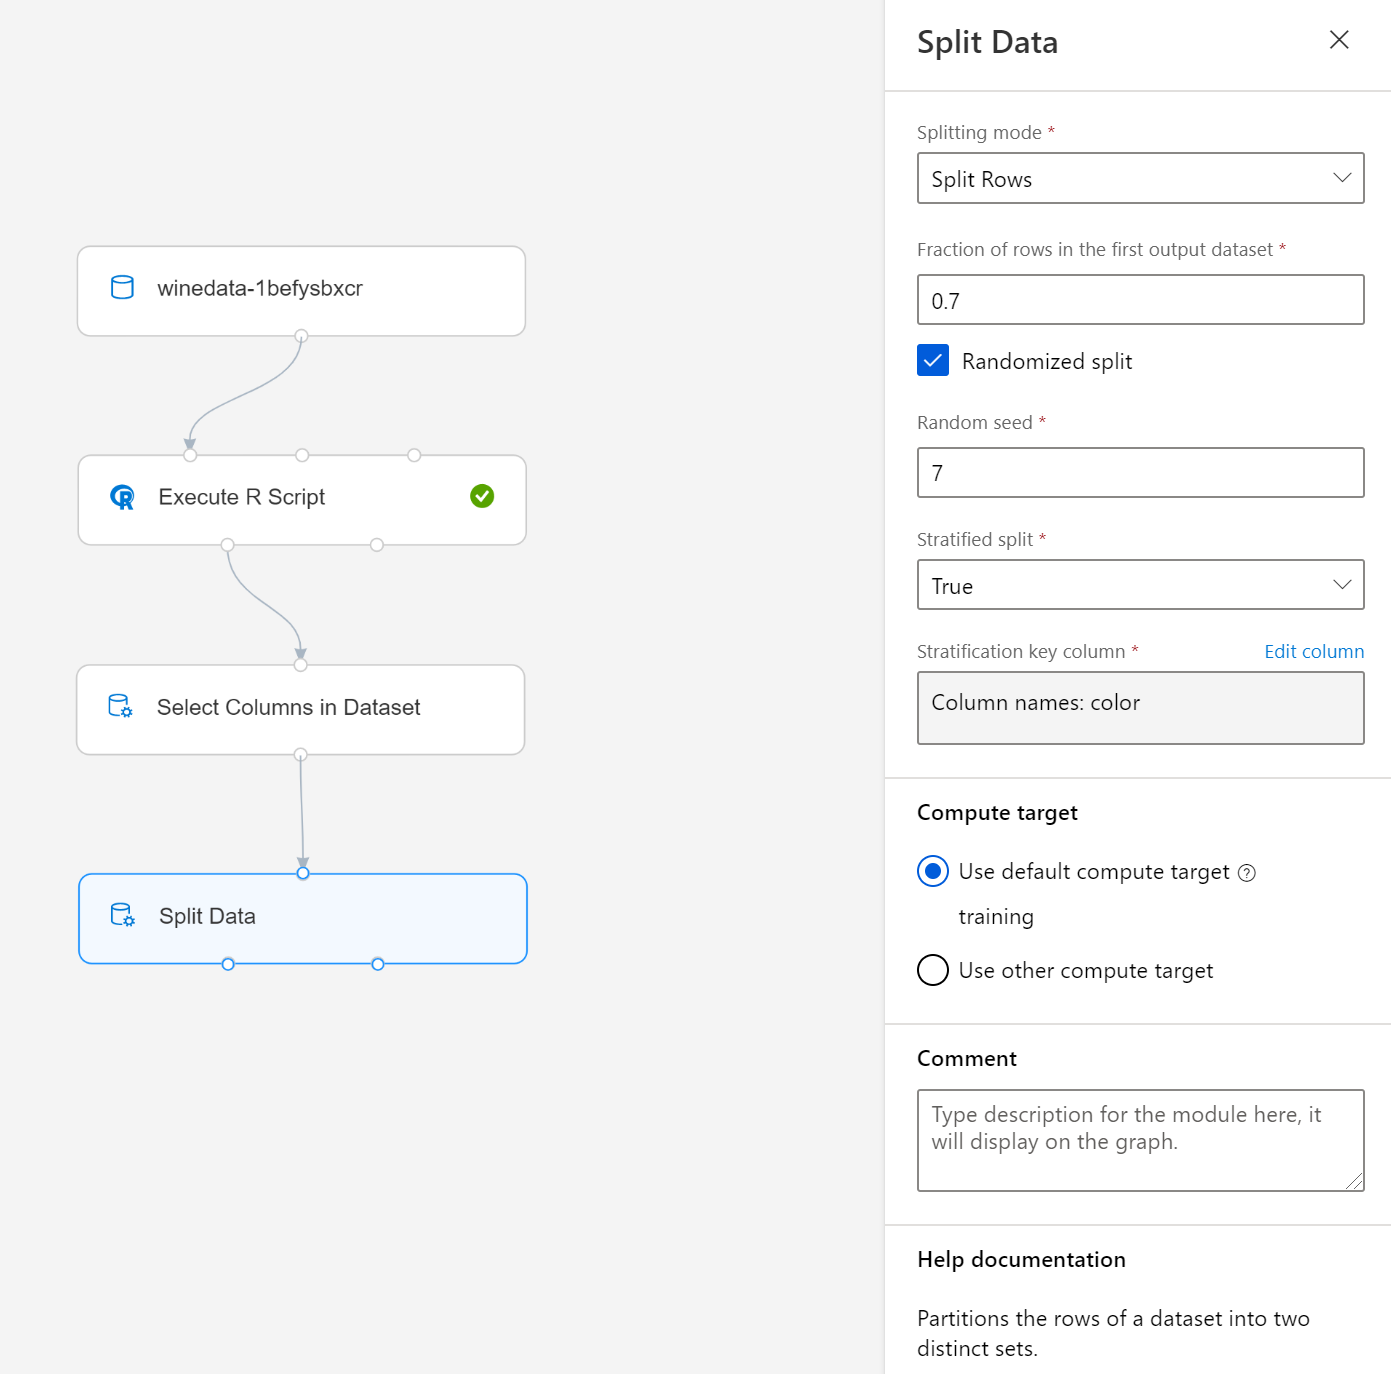 winedata-1befysbxcr
Execute R Script
Select Columns in Dataset
Split Data
Split Data
Splitting mode *
Split Rows
Fraction of rows in the first output dataset *
0.7
Randomized split
Random seed *
7
Stratified split *
True
Stratification key column * Edit column
Column names: color
Compute target
Use default compute target ?
training
Use other compute target
Comment
Type description for the module here, it
will display on the graph.
Help documentation
Partitions the rows of a dataset into two
distinct sets.